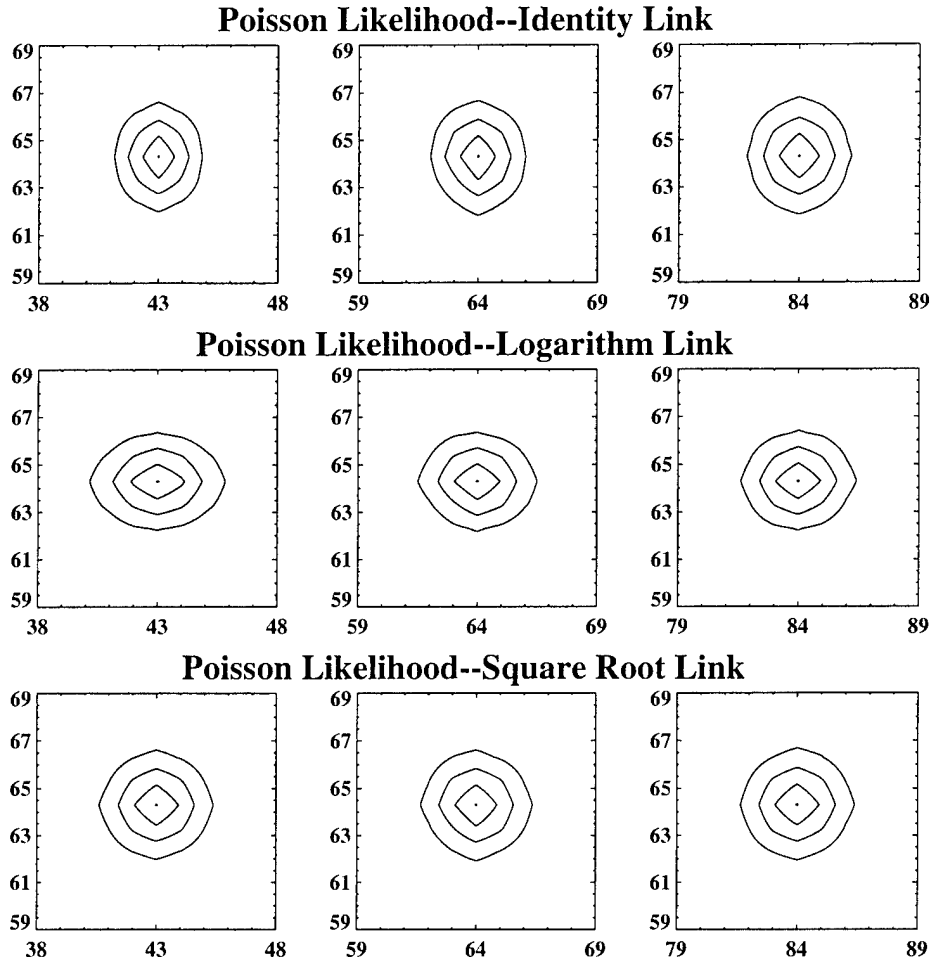 Poisson Likelihood--Identity Link
69 69 69
67 67 67
65 65 65
63 63 63
61 61 61
59 59 59
38 43 48 59 64 69 79 84 89
Poisson Likelihood--Logarithm Link
69 69 69
67 67 67
65 65 65
63 63 63
61 61 61
59 59 59
38 43 48 59 64 69 79 84 89
Poisson Likelihood--Square Root Link
69 69 69
67 67 67
65 65 65
63 63 63
61 61 61
59 59 59
38 43 48 59 64 69 79 84 89